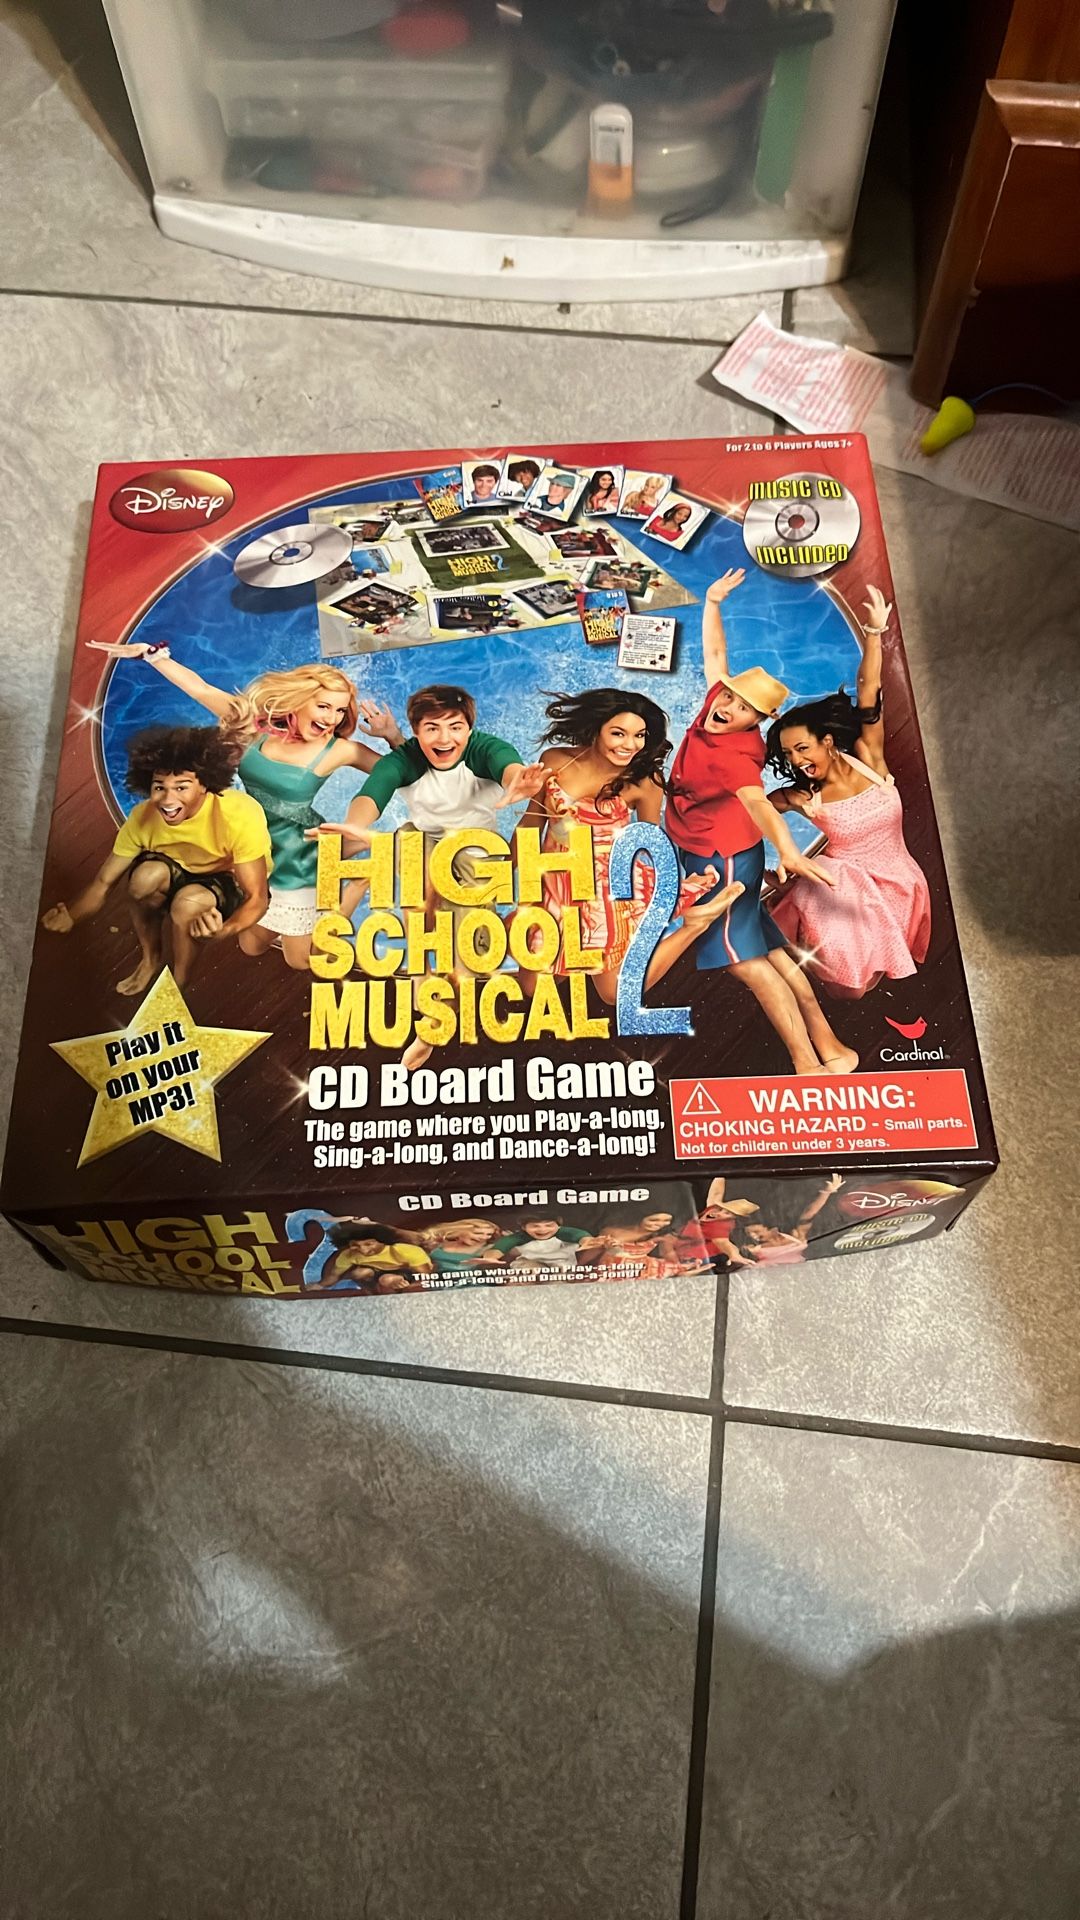 For 2 to 6 Players Ages 7+
Disney
MUSIC CD
INCLUDED
HIGH
SCHOOL
MUSICAL 2
Play it
on your
MP3!
CD Board Game
The game where you Play-a-long,
Sing-a-long, and Dance-a-long!
Cardinal
WARNING:
CHOKING HAZARD - Small parts.
Not for children under 3 years.
CD Board Game
HIGH
SCHOOL
MUSICAL 2
The game where you Play-a-long,
Sing-a-long, and Dance-a-long!
Disney
MUSIC CD
INCLUDED